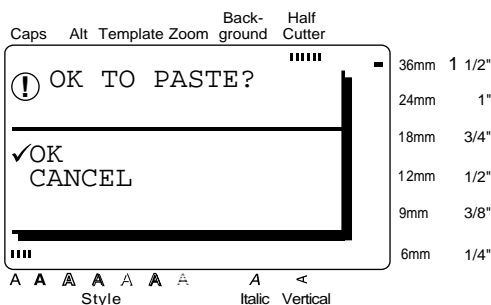 Back- Half
Caps Alt Template Zoom ground Cutter
! OK TO PASTE?
✓OK
CANCEL
36mm 1 1/2"
24mm 1"
18mm 3/4"
12mm 1/2"
9mm 3/8"
6mm 1/4"
A A A A A A A A A
Style Italic Vertical